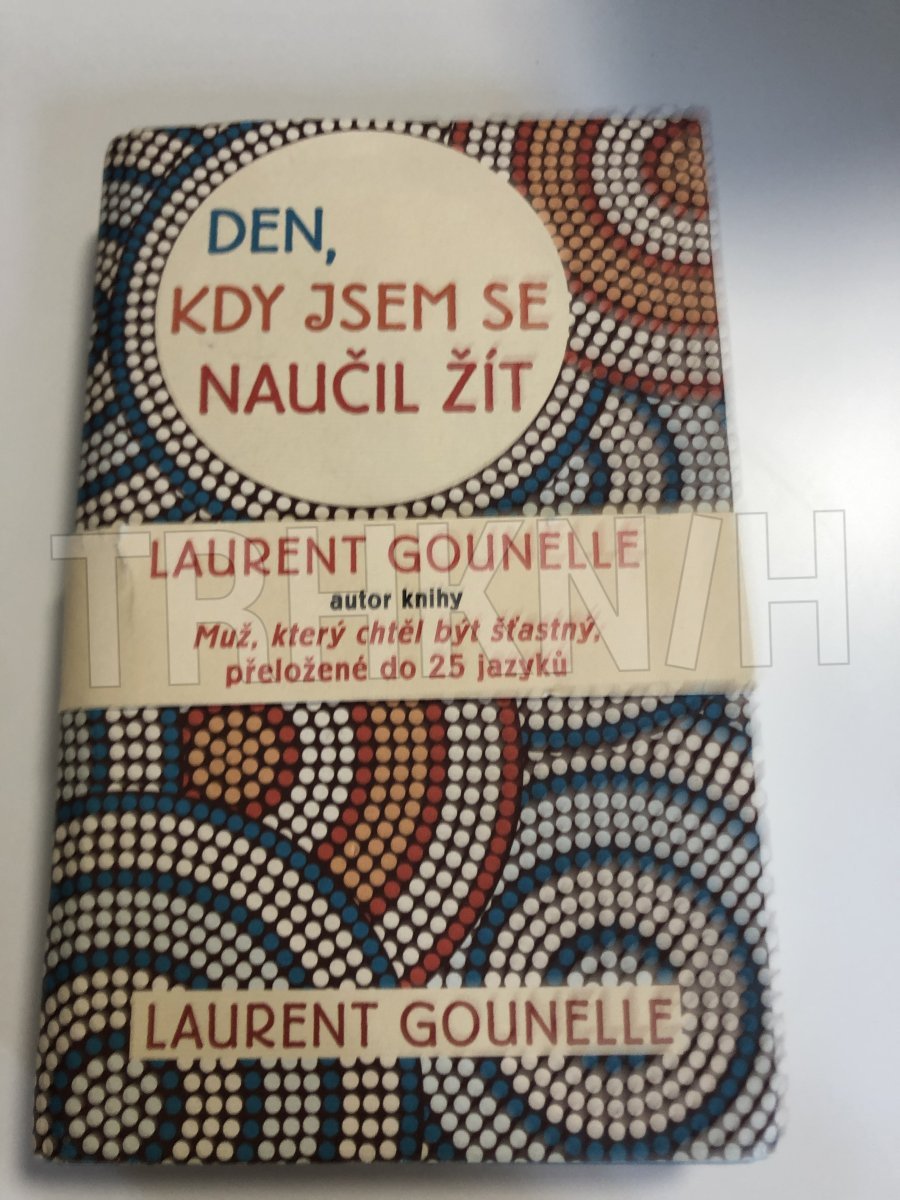 DEN,
KDY JSEM SE
NAUČIL ŽÍT
LAURENT GOUNELLE
autor knihy
Muž, který chtěl být šťastný,
přeložené do 25 jazyků
TRHKNIH
LAURENT GOUNELLE